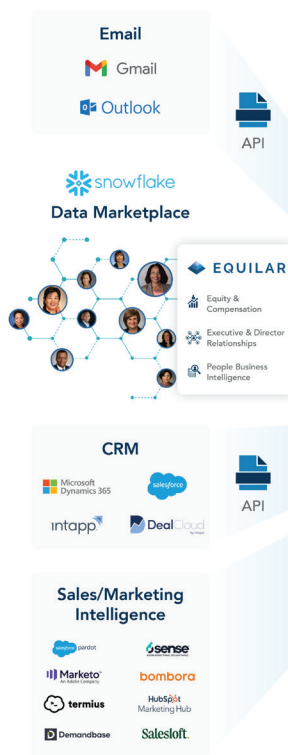 Email
Gmail
Outlook
API
snowflake
Data Marketplace
EQUILAR
Equity &
Compensation
Executive & Director
Relationships
People Business
Intelligence
CRM
Microsoft
Dynamics 365
salesforce
ıntapp
DealCloud
by Intapp
API
Sales/Marketing
Intelligence
salesforce pardot
6sense
Marketo
An Adobe Company
bombora
termius
HubSpot
Marketing Hub
Demandbase
Salesloft.